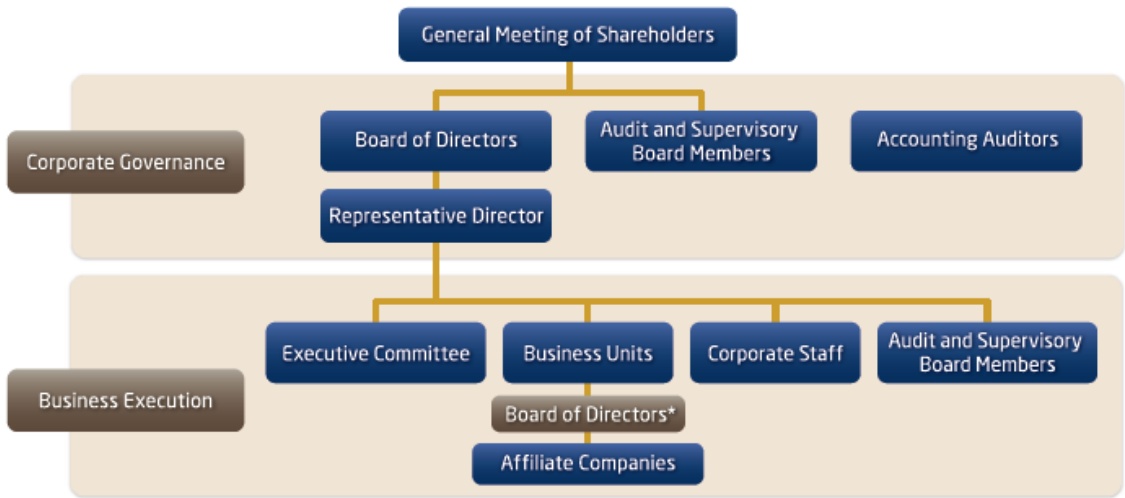 General Meeting of Shareholders
Corporate Governance
Board of Directors
Audit and Supervisory
Board Members
Accounting Auditors
Representative Director
Business Execution
Executive Committee
Business Units
Corporate Staff
Audit and Supervisory
Board Members
Board of Directors*
Affiliate Companies